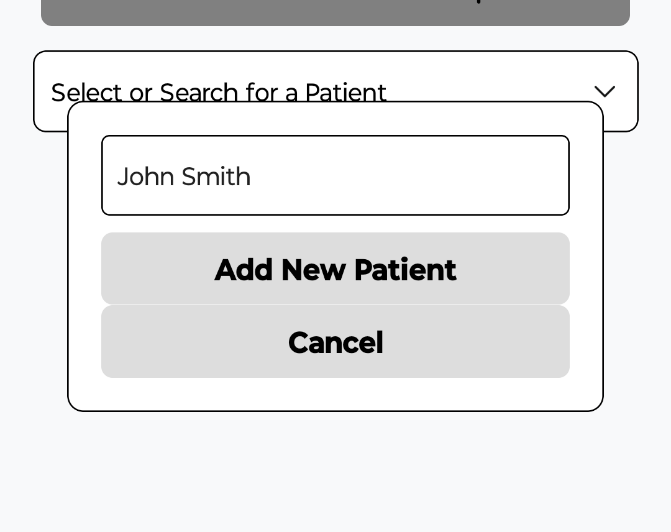 Select or Search for a Patient
John Smith
Add New Patient
Cancel